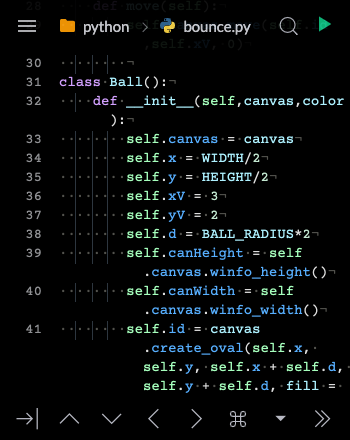 28 def move(self):
python › bounce.py
,self.xV, 0)
30
31 class Ball():
32 def __init__(self,canvas,color
):
33 self.canvas = canvas
34 self.x = WIDTH/2
35 self.y = HEIGHT/2
36 self.xV = 3
37 self.yV = 2
38 self.d = BALL_RADIUS*2
39 self.canHeight = self
.canvas.winfo_height()
40 self.canWidth = self
.canvas.winfo_width()
41 self.id = canvas
.create_oval(self.x,
self.y, self.x + self.d,
self.y + self.d, fill =